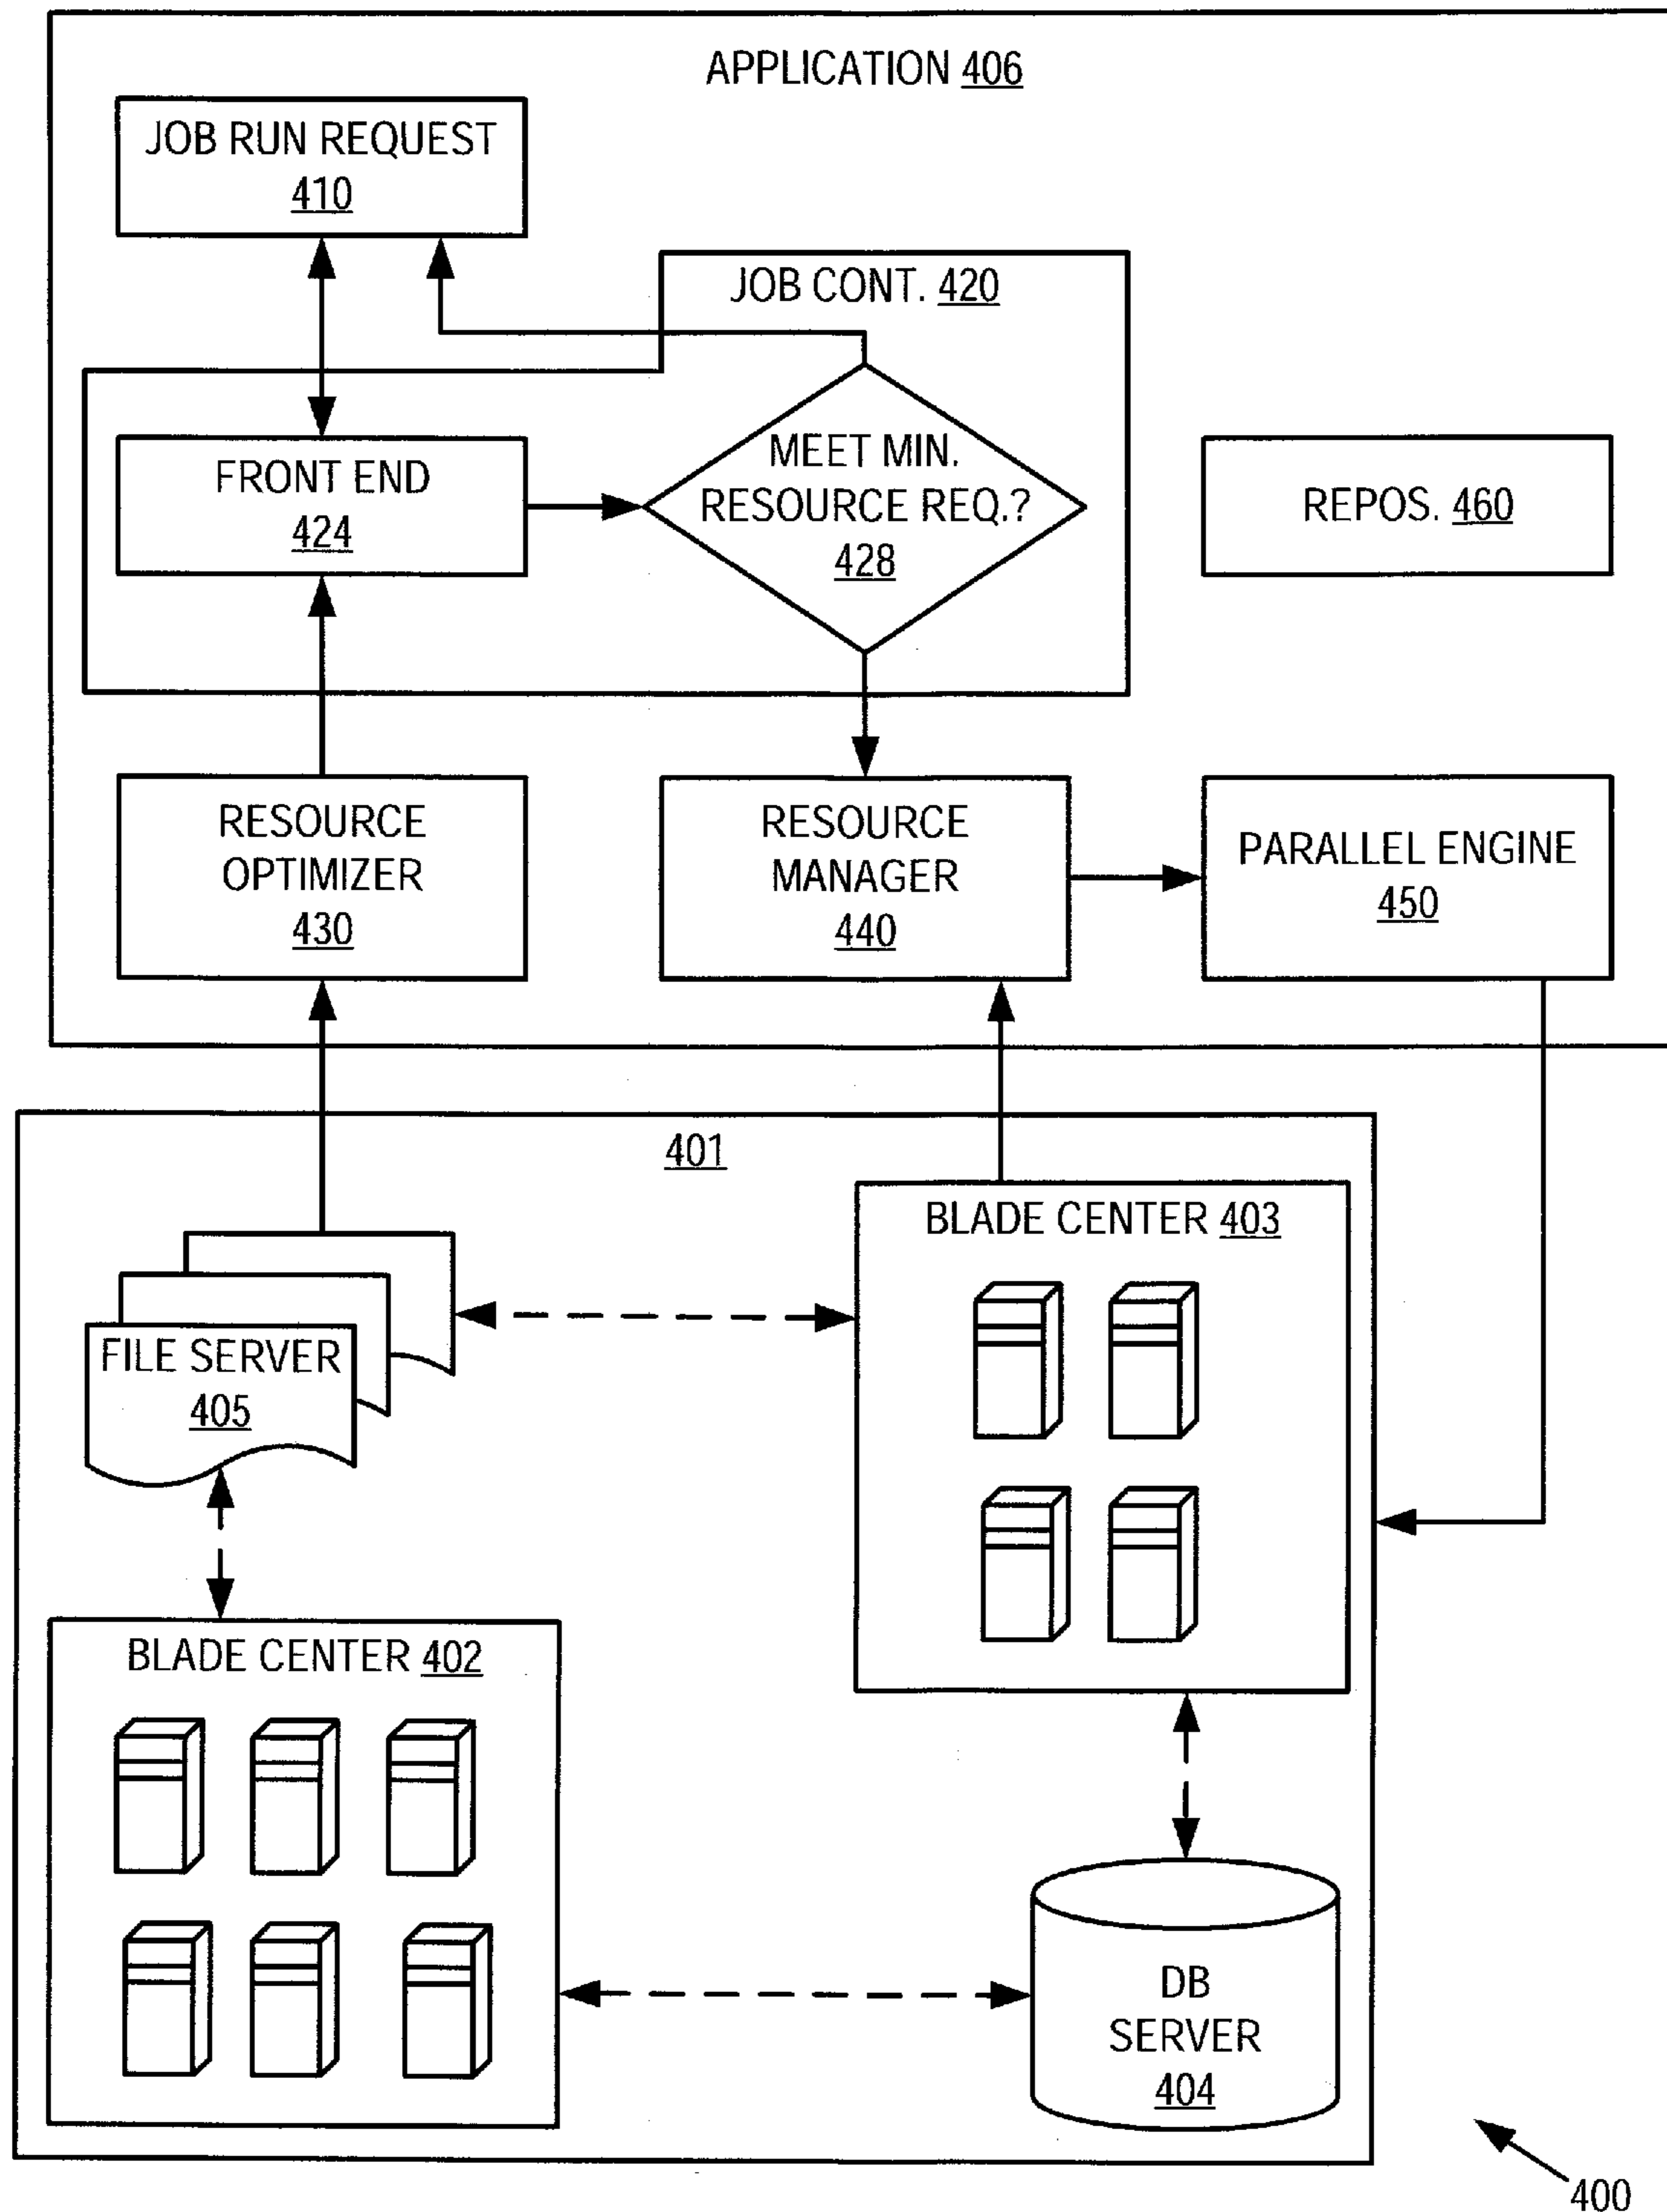 APPLICATION 406
JOB RUN REQUEST
410
JOB CONT. 420
FRONT END
424
MEET MIN.
RESOURCE REQ.?
428
REPOS. 460
RESOURCE
OPTIMIZER
430
RESOURCE
MANAGER
440
PARALLEL ENGINE
450
401
BLADE CENTER 403
FILE SERVER
405
BLADE CENTER 402
DB
SERVER
404
400